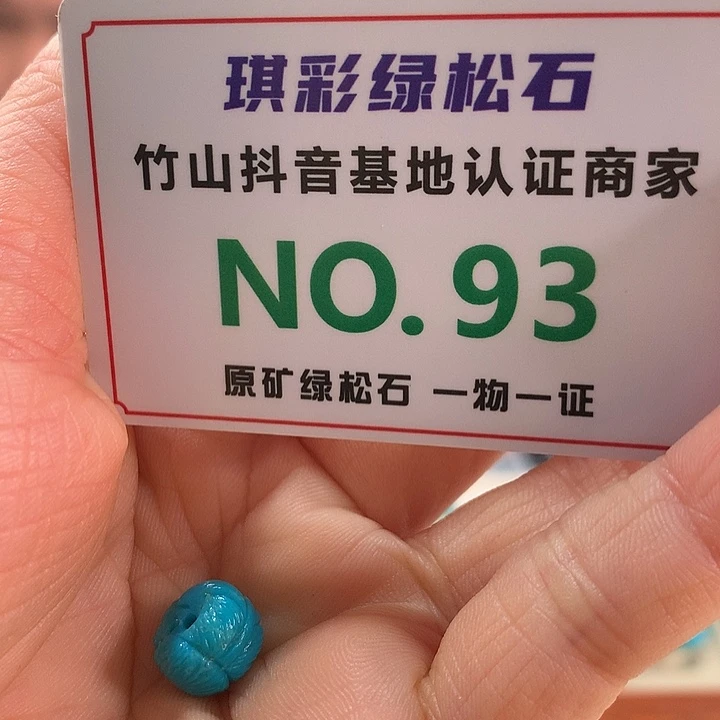 琪彩绿松石
竹山抖音基地认证商家
NO.93
原矿绿松石 一物一证